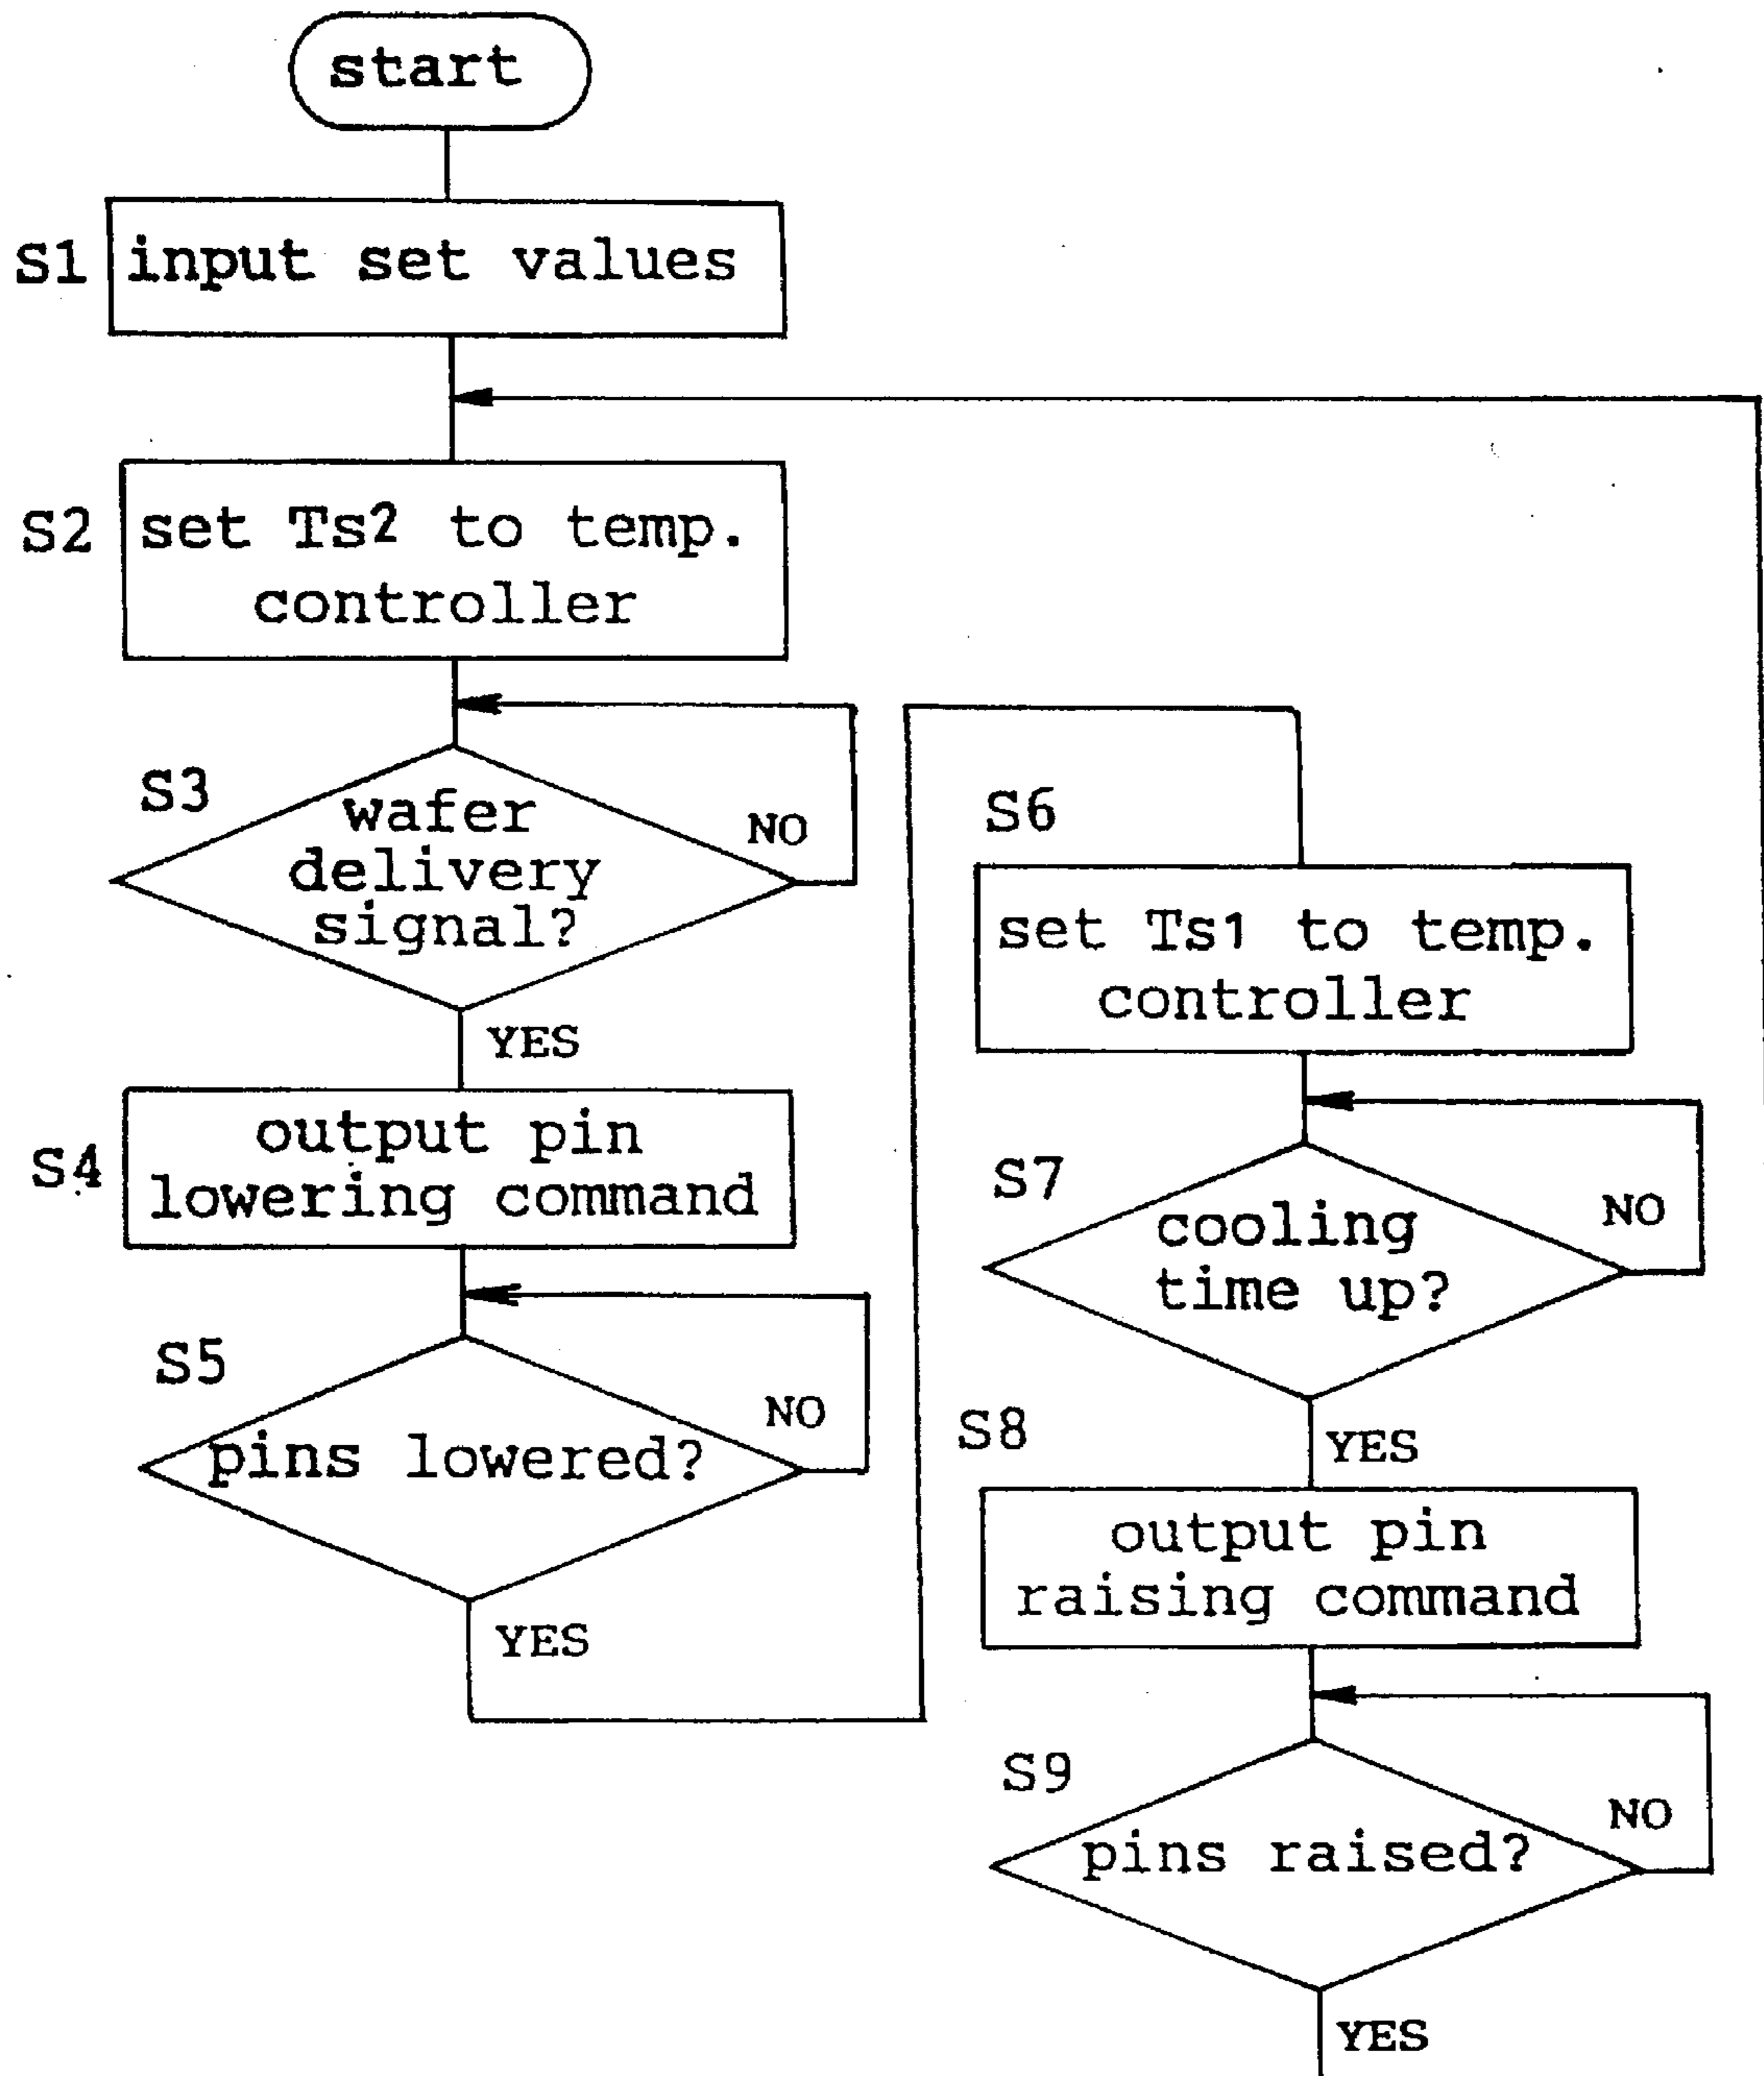 start
S1
input set values
S2
set Ts2 to temp.
controller
S3
wafer
delivery
signal?
NO
YES
S4
output pin
lowering command
S5
pins lowered?
NO
YES
S6
set Ts1 to temp.
controller
S7
cooling
time up?
NO
YES
S8
output pin
raising command
S9
pins raised?
NO
YES